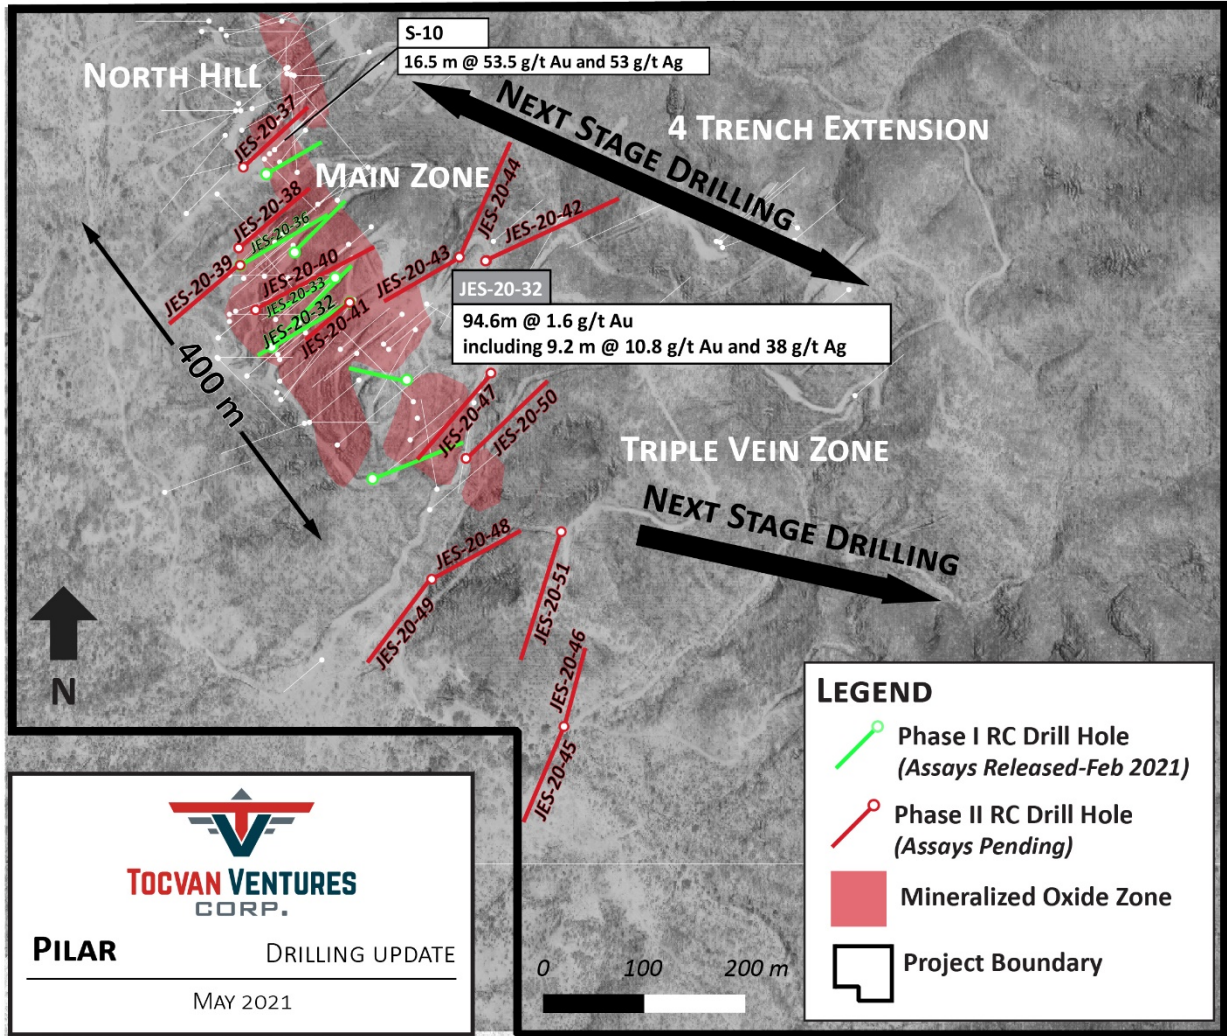 S-10
16.5 m @ 53.5 g/t Au and 53 g/t Ag
NORTH HILL
NEXT STAGE DRILLING
4 TRENCH EXTENSION
JES-20-37
MAIN ZONE
JES-20-44
JES-20-38
JES-20-42
JES-20-36
JES-20-43
JES-20-39
JES-20-40
JES-20-33
JES-20-32
JES-20-41
JES-20-32
94.6m @ 1.6 g/t Au
including 9.2 m @ 10.8 g/t Au and 38 g/t Ag
400 m
JES-20-47
JES-20-50
TRIPLE VEIN ZONE
NEXT STAGE DRILLING
JES-20-48
JES-20-49
JES-20-51
JES-20-46
JES-20-45
N
LEGEND
Phase I RC Drill Hole
(Assays Released-Feb 2021)
Phase II RC Drill Hole
(Assays Pending)
Mineralized Oxide Zone
Project Boundary
TOCVAN VENTURES
CORP.
PILAR DRILLING UPDATE
MAY 2021
0 100 200 m